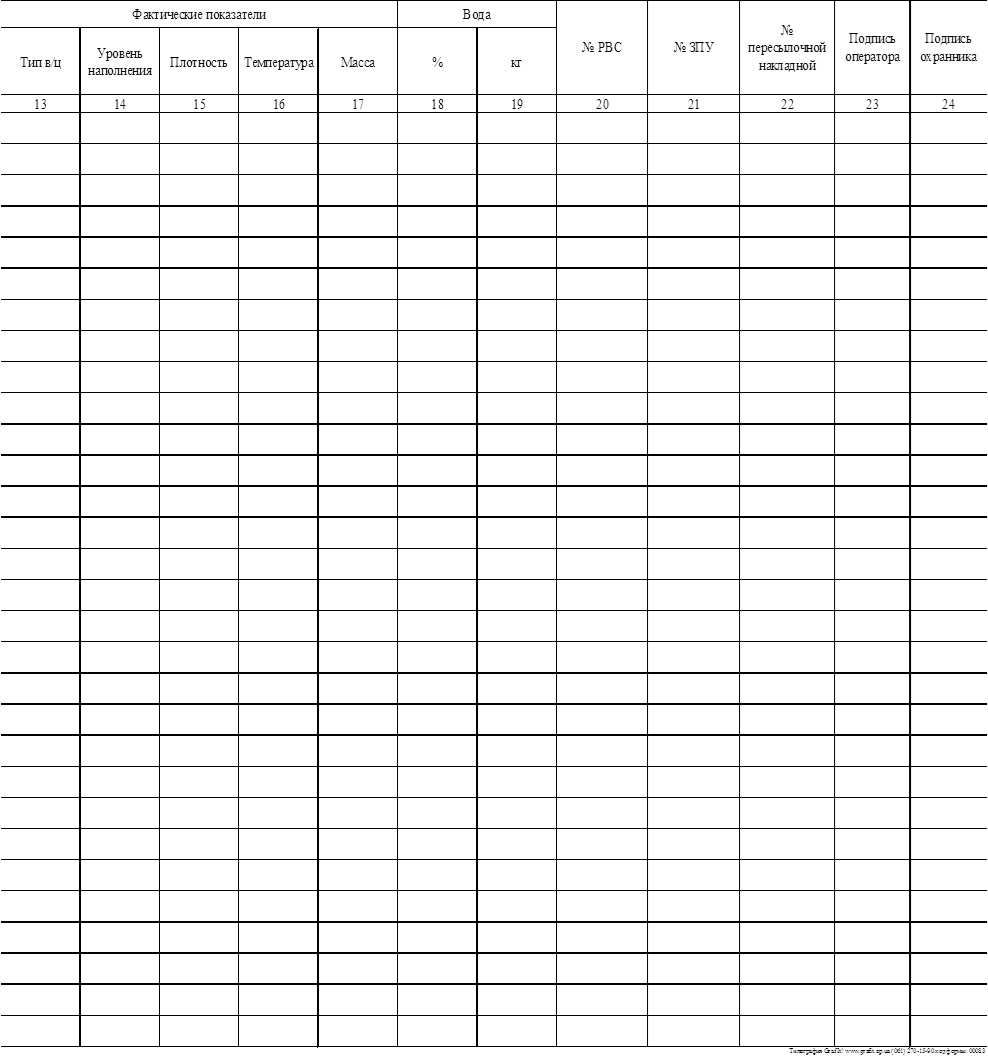 Фактические показатели
Вода
№ РВС
№ ЗПУ
№
пересылочной
накладной
Подпись
оператора
Подпись
охранника
Тип в/ц
Уровень
наполнения
Плотность
Температура
Масса
%
кг
13 14 15 16 17 18 19 20 21 22 23 24
Типография Grafit! www.grafit.zp.ua (061) 270-15-90 код формы: 00083